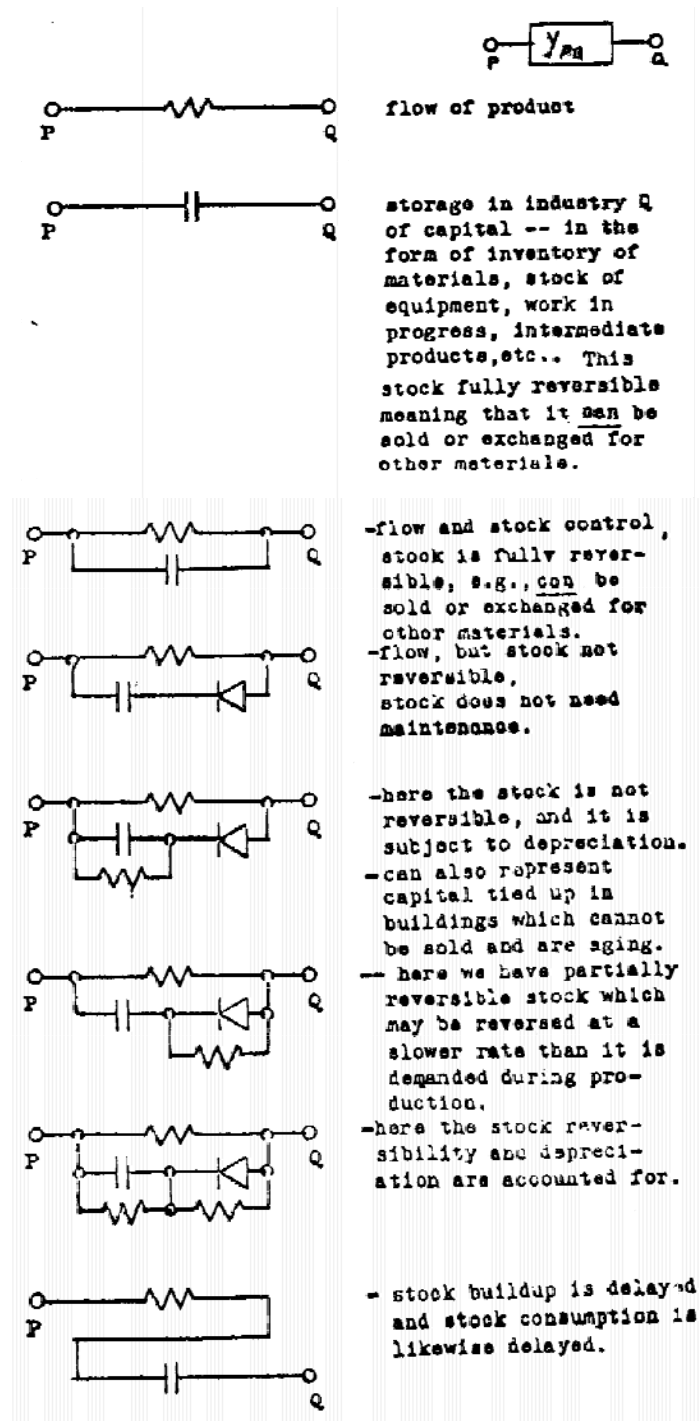 Y_PQ
P Q
flow of product
P Q
storage in industry Q
P Q
of capital -- in the
form of inventory of
materials, stock of
equipment, work in
progress, intermediate
products,etc.. This
stock fully reversible
meaning that it can be
sold or exchanged for
other materials.
-flow and stock control,
P Q
stock is fully rever-
sible, e.g., can be
sold or exchanged for
other materials.
-flow, but stock not
P Q
reversible,
stock does not need
maintenance.
-here the stock is not
P Q
reversible, and it is
subject to depreciation.
-can also represent
capital tied up in
buildings which cannot
be sold and are aging.
-- here we have partially
P Q
reversible stock which
may be reversed at a
slower rate than it is
demanded during pro-
duction.
-here the stock rever-
P Q
sibility and depreci-
ation are accounted for.
- stock buildup is delayed
P
and stock consumption is
likewise delayed.
Q